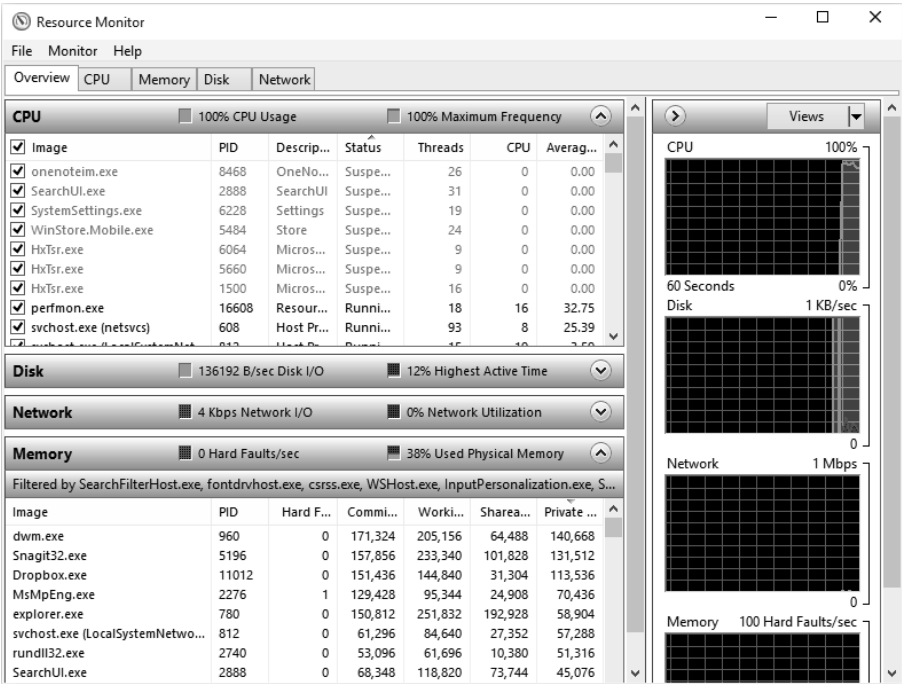 Resource Monitor
File Monitor Help
Overview CPU Memory Disk Network
CPU 100% CPU Usage 100% Maximum Frequency
Image PID Descrip... Status Threads CPU Averag...
onenoteim.exe 8468 OneNo... Suspe... 26 0 0.00
SearchUI.exe 2888 SearchUI Suspe... 31 0 0.00
SystemSettings.exe 6228 Settings Suspe... 19 0 0.00
WinStore.Mobile.exe 5484 Store Suspe... 24 0 0.00
HxTsr.exe 6064 Micros... Suspe... 9 0 0.00
HxTsr.exe 5660 Micros... Suspe... 9 0 0.00
HxTsr.exe 1500 Micros... Suspe... 16 0 0.00
perfmon.exe 16608 Resour... Runni... 18 16 32.75
svchost.exe (netsvcs) 608 Host Pr... Runni... 93 8 25.39
Disk 136192 B/sec Disk I/O 12% Highest Active Time
Network 4 Kbps Network I/O 0% Network Utilization
Memory 0 Hard Faults/sec 38% Used Physical Memory
Filtered by SearchFilterHost.exe, fontdrvhost.exe, csrss.exe, WSHost.exe, InputPersonalization.exe, S...
Image PID Hard F... Commi... Worki... Sharea... Private ...
dwm.exe 960 0 171,324 205,156 64,488 140,668
Snagit32.exe 5196 0 157,856 233,340 101,828 131,512
Dropbox.exe 11012 0 151,436 144,840 31,304 113,536
MsMpEng.exe 2276 1 129,428 95,344 24,908 70,436
explorer.exe 780 0 150,812 251,832 192,928 58,904
svchost.exe (LocalSystemNetwo... 812 0 61,296 84,640 27,352 57,288
rundll32.exe 2740 0 53,096 61,696 10,380 51,316
SearchUI.exe 2888 0 68,348 118,820 73,744 45,076
Views
CPU 100%
60 Seconds 0%
Disk 1 KB/sec
0
Network 1 Mbps
0
Memory 100 Hard Faults/sec